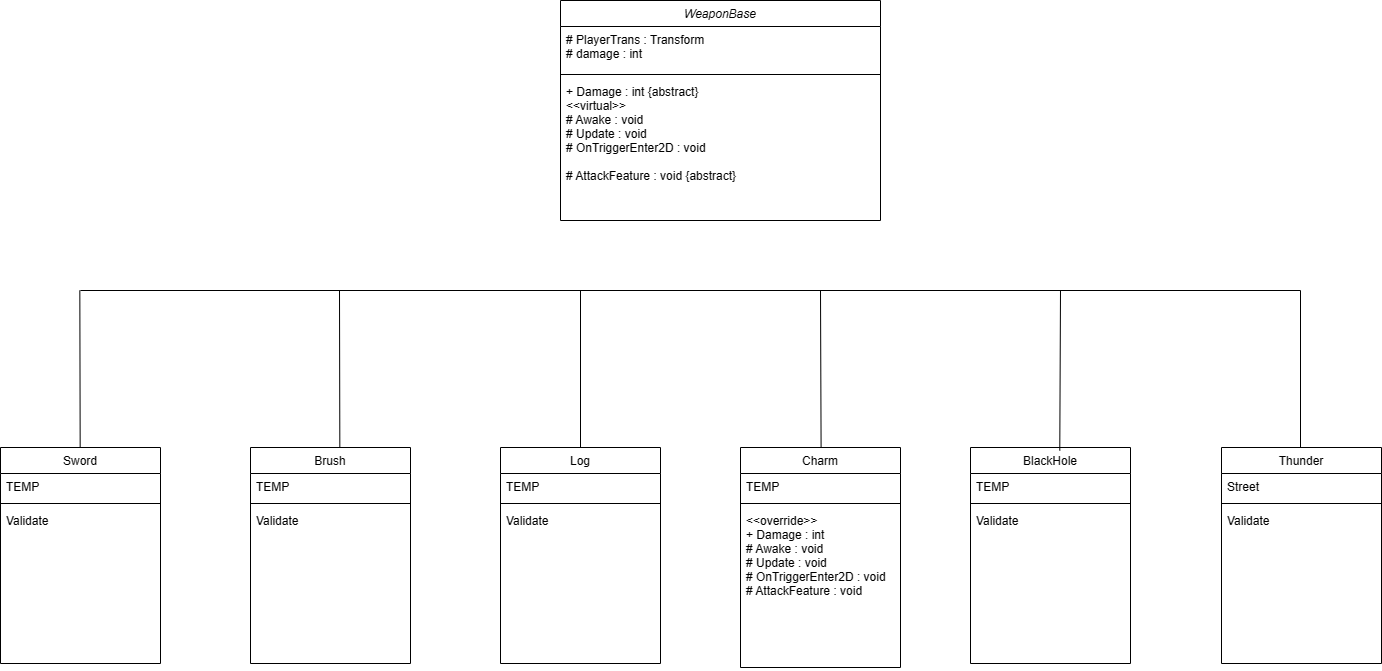 WeaponBase
# PlayerTrans : Transform
# damage : int
+ Damage : int {abstract}
<<virtual>>
# Awake : void
# Update : void
# OnTriggerEnter2D : void
# AttackFeature : void {abstract}
Sword
TEMP
Validate
Brush
TEMP
Validate
Log
TEMP
Validate
Charm
TEMP
<<override>>
+ Damage : int
# Awake : void
# Update : void
# OnTriggerEnter2D : void
# AttackFeature : void
BlackHole
TEMP
Validate
Thunder
Street
Validate